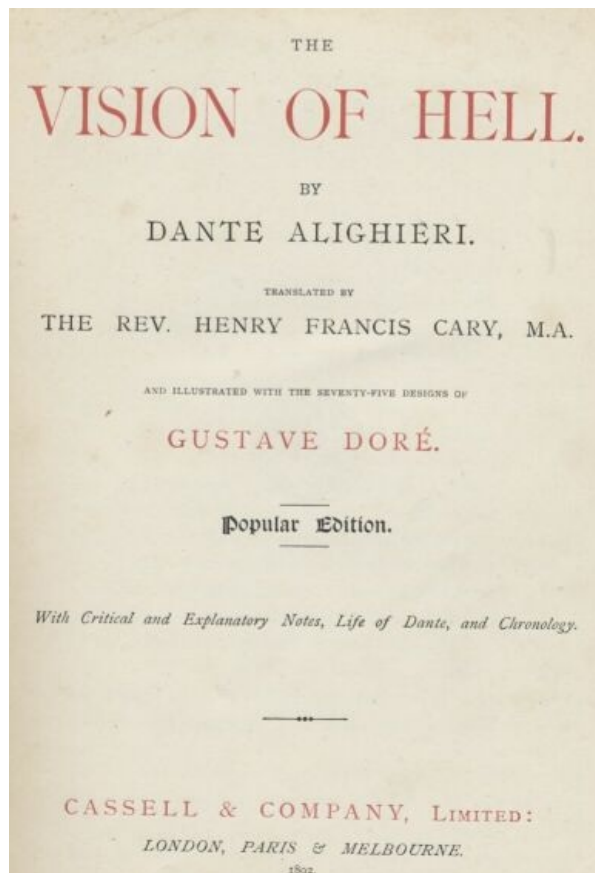 THE
VISION OF HELL.
BY
DANTE ALIGHIERI.
TRANSLATED BY
THE REV. HENRY FRANCIS CARY, M.A.
AND ILLUSTRATED WITH THE SEVENTY-FIVE DESIGNS OF
GUSTAVE DORÉ.
Popular Edition.
With Critical and Explanatory Notes, Life of Dante, and Chronology.
CASSELL & COMPANY, LIMITED:
LONDON, PARIS & MELBOURNE.
1892.